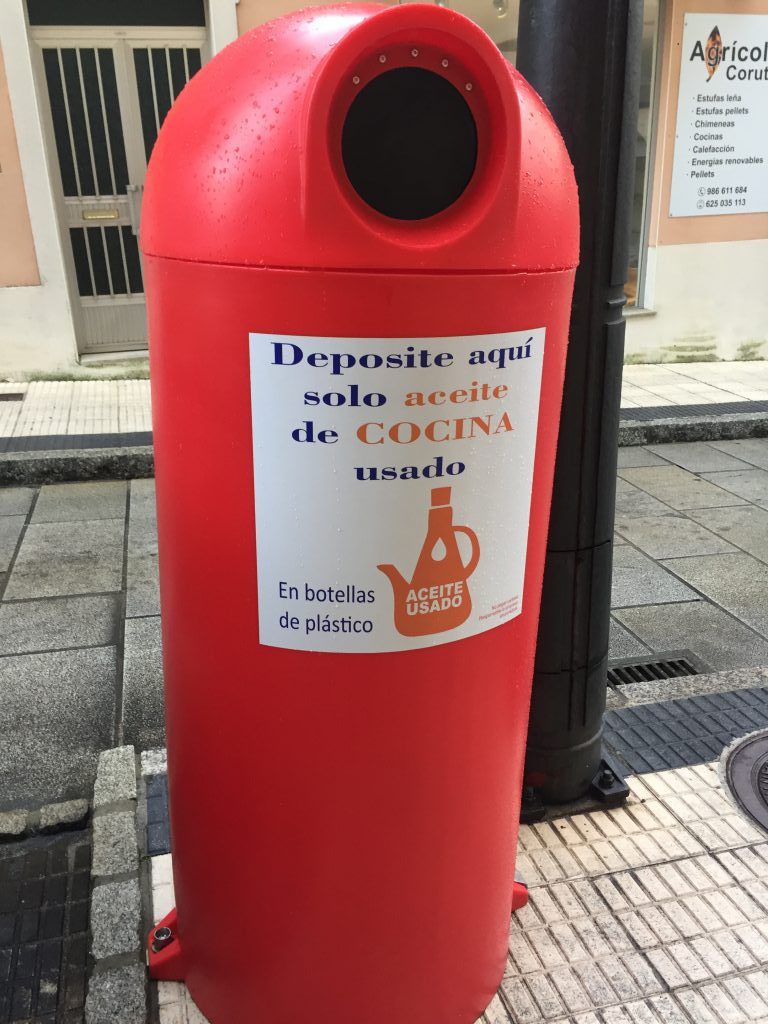 Agrícol
Corut
· Estufas leña
· Estufas pellets
· Chimeneas
· Cocinas
· Calefacción
· Energías renovables
· Pellets
986 611 684
625 035 113
Deposite aquí
solo aceite
de COCINA
usado
ACEITE
USADO
En botellas
de plástico